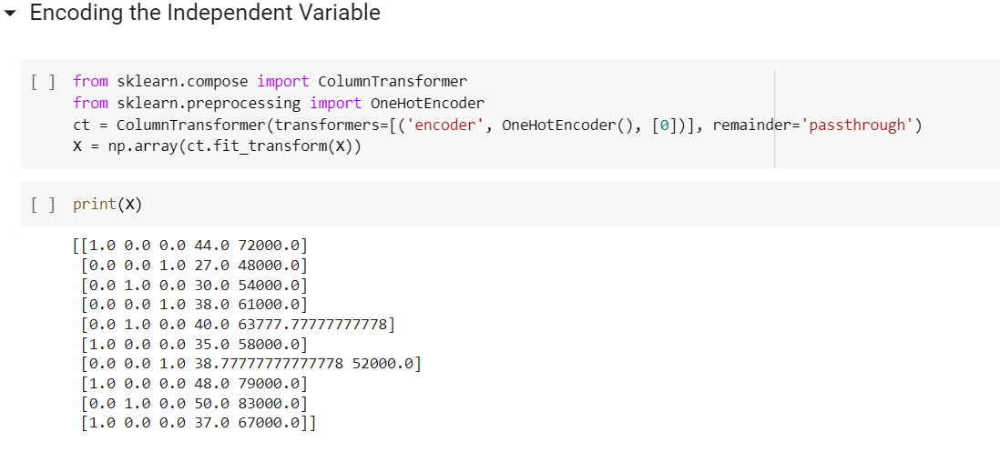 Encoding the Independent Variable
[ ] from sklearn.compose import ColumnTransformer
from sklearn.preprocessing import OneHotEncoder
ct = ColumnTransformer(transformers=[('encoder', OneHotEncoder(), [0])], remainder='passthrough')
X = np.array(ct.fit_transform(X))
[ ] print(X)
[[1.0 0.0 0.0 44.0 72000.0]
[0.0 0.0 1.0 27.0 48000.0]
[0.0 1.0 0.0 30.0 54000.0]
[0.0 0.0 1.0 38.0 61000.0]
[0.0 1.0 0.0 40.0 63777.77777777778]
[1.0 0.0 0.0 35.0 58000.0]
[0.0 0.0 1.0 38.77777777777778 52000.0]
[1.0 0.0 0.0 48.0 79000.0]
[0.0 1.0 0.0 50.0 83000.0]
[1.0 0.0 0.0 37.0 67000.0]]